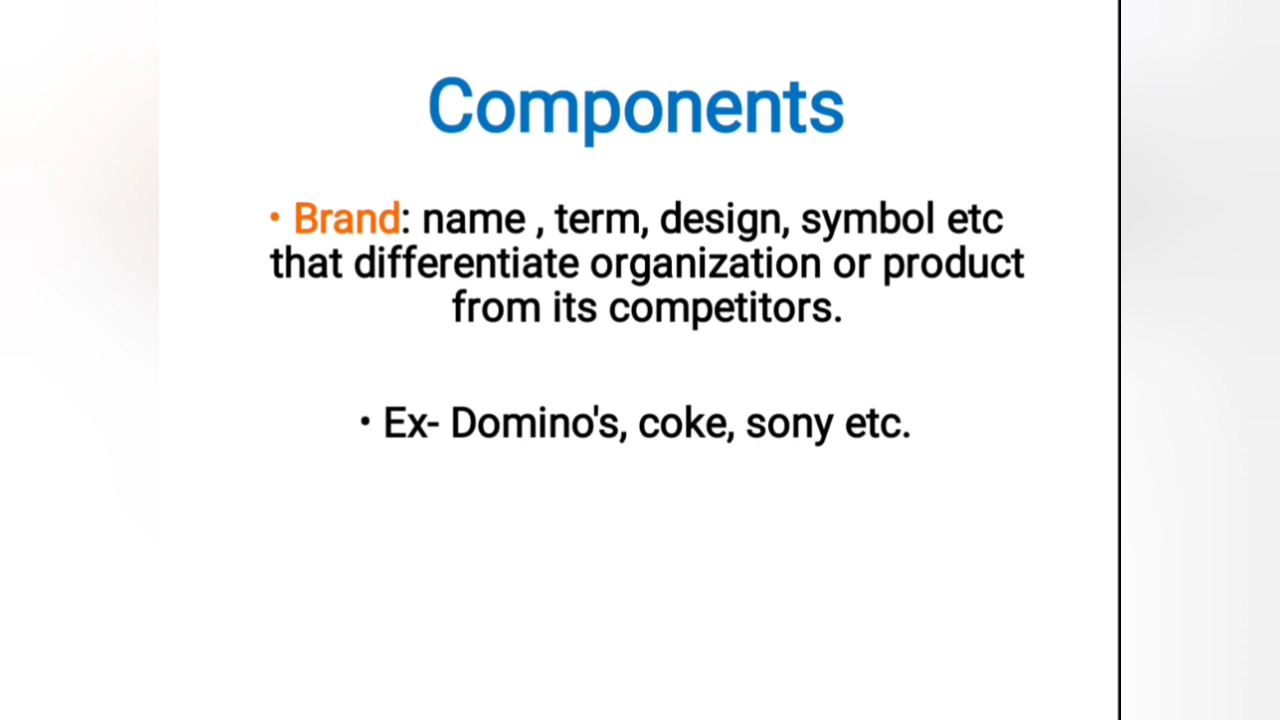 Components
• Brand: name , term, design, symbol etc
that differentiate organization or product
from its competitors.
• Ex- Domino's, coke, sony etc.